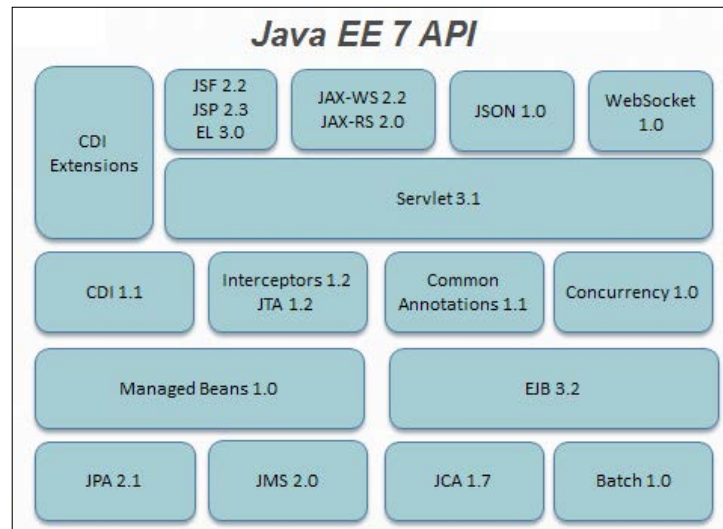 Java EE 7 API
CDI
Extensions
JSF 2.2
JSP 2.3
EL 3.0
JAX-WS 2.2
JAX-RS 2.0
JSON 1.0
WebSocket
1.0
Servlet 3.1
CDI 1.1
Interceptors 1.2
JTA 1.2
Common
Annotations 1.1
Concurrency 1.0
Managed Beans 1.0
EJB 3.2
JPA 2.1
JMS 2.0
JCA 1.7
Batch 1.0